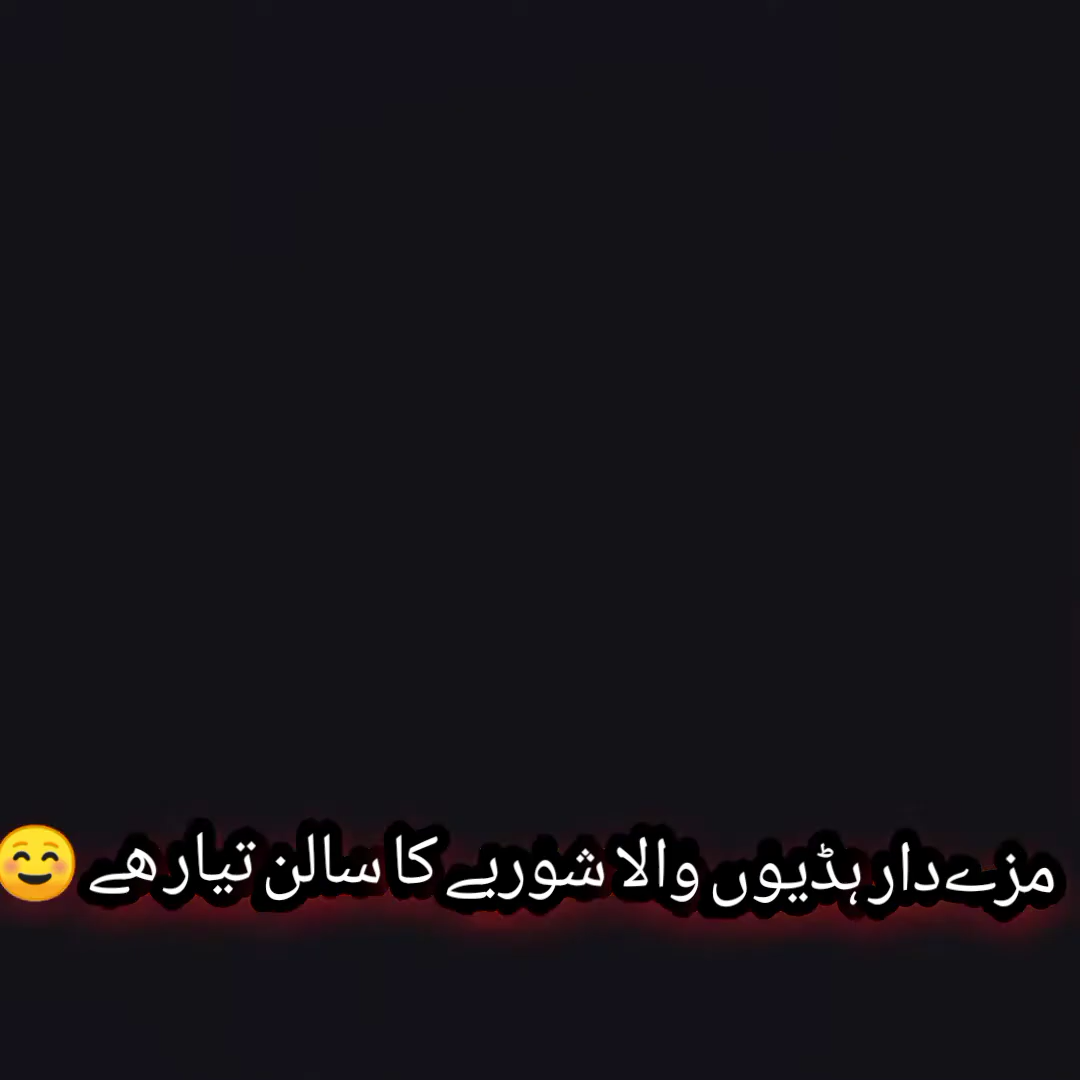 مزےدار ہڈیوں والا شوربے کا سالن تیار ھے ☺️